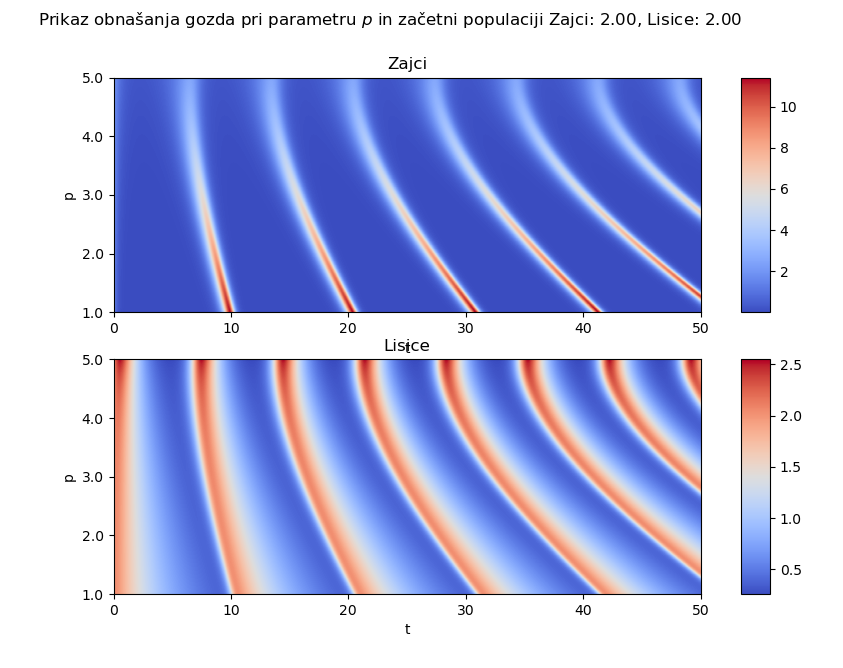 Prikaz obnašanja gozda pri parametru p in začetni populaciji Zajci: 2.00, Lisice: 2.00
Zajci
5.0
4.0
3.0
2.0
1.0
p
0 10 20 30 40 50
t
10
8
6
4
2
Lisice
5.0
4.0
3.0
2.0
1.0
p
0 10 20 30 40 50
t
2.5
2.0
1.5
1.0
0.5